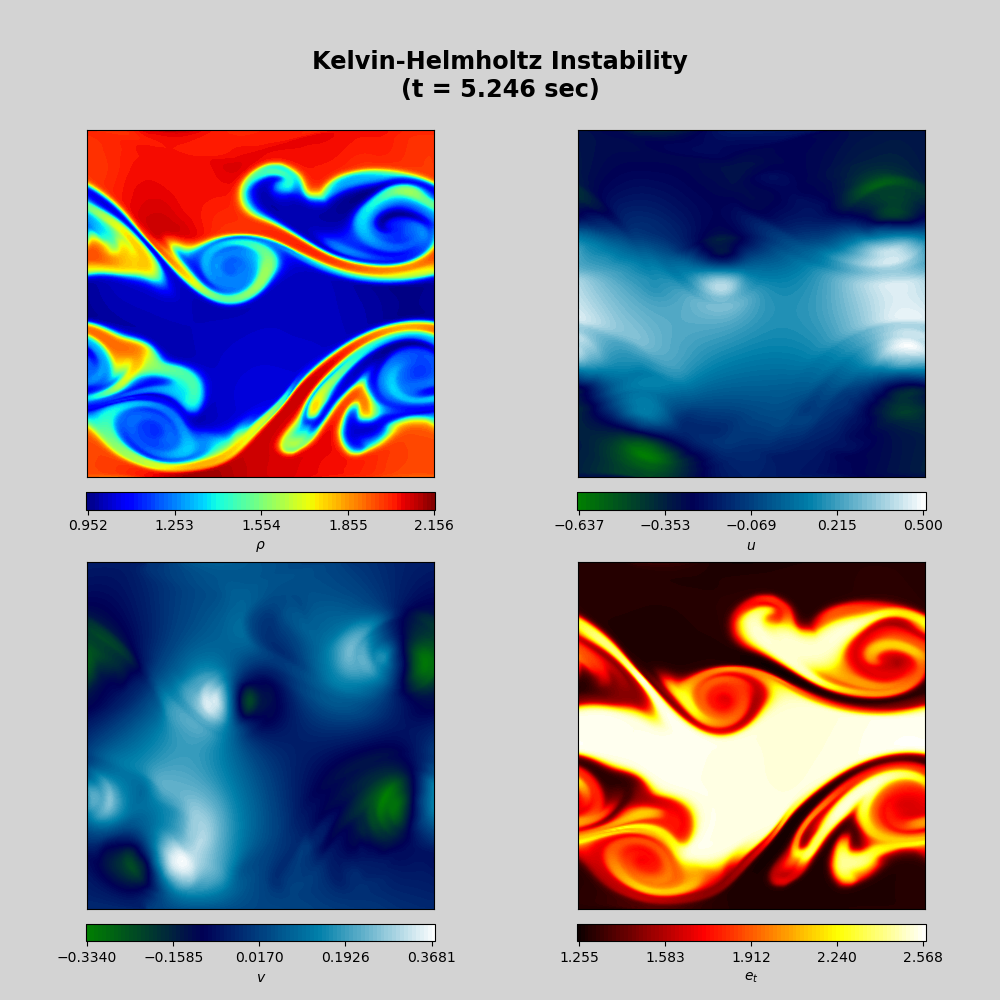 Kelvin-Helmholtz Instability
(t = 5.246 sec)
0.952 1.253 1.554 1.855 2.156
ρ
−0.637 −0.353 −0.069 0.215 0.500
u
−0.3340 −0.1585 0.0170 0.1926 0.3681
v
1.255 1.583 1.912 2.240 2.568
eₜ